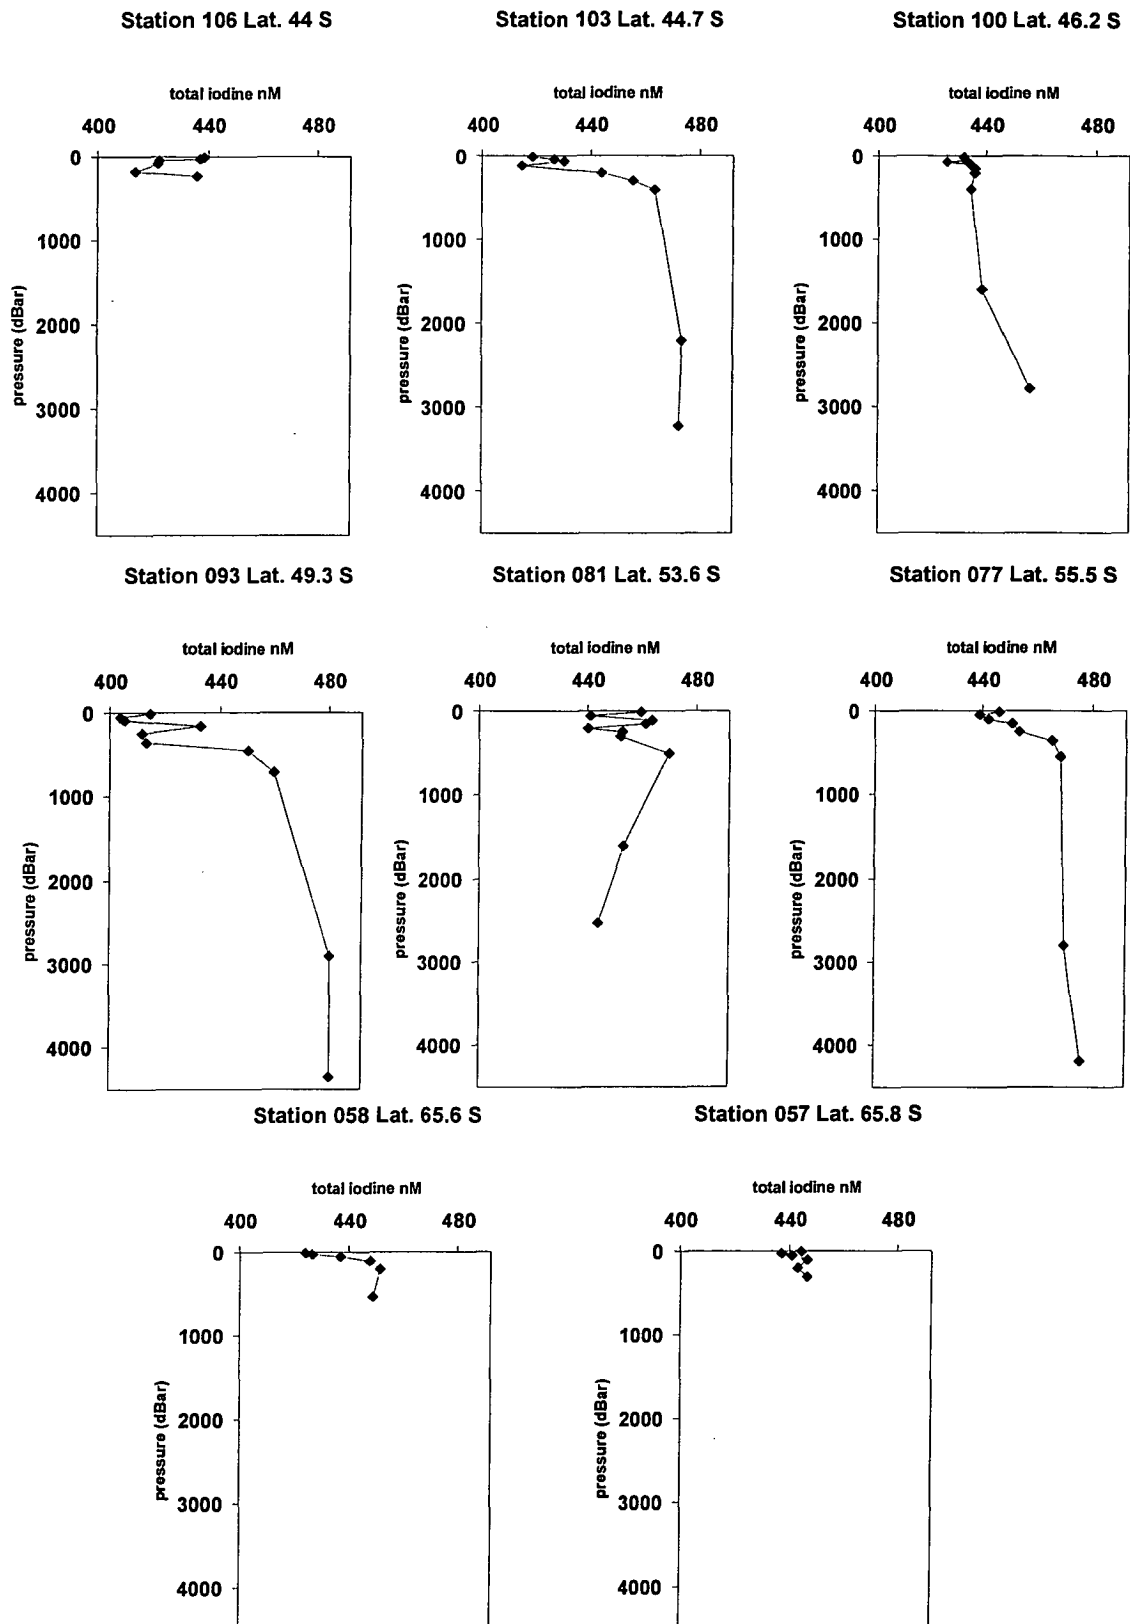 Station 106 Lat. 44 S
total iodine nM
400 440 480
0
1000
2000
3000
4000
pressure (dBar)
Station 103 Lat. 44.7 S
total iodine nM
400 440 480
0
1000
2000
3000
4000
pressure (dBar)
Station 100 Lat. 46.2 S
total iodine nM
400 440 480
0
1000
2000
3000
4000
pressure (dBar)
Station 093 Lat. 49.3 S
total iodine nM
400 440 480
0
1000
2000
3000
4000
pressure (dBar)
Station 081 Lat. 53.6 S
total iodine nM
400 440 480
0
1000
2000
3000
4000
pressure (dBar)
Station 077 Lat. 55.5 S
total iodine nM
400 440 480
0
1000
2000
3000
4000
pressure (dBar)
Station 058 Lat. 65.6 S
total iodine nM
400 440 480
0
1000
2000
3000
4000
pressure (dBar)
Station 057 Lat. 65.8 S
total iodine nM
400 440 480
0
1000
2000
3000
4000
pressure (dBar)